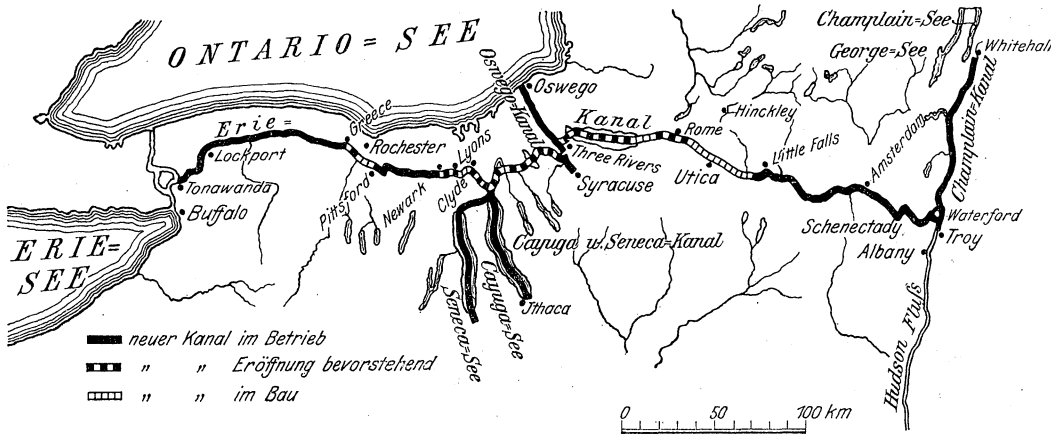 ONTARIO=SEE
Champlain=See
George=See
Whitehall
Oswego
Oswego=Kanal
Kanal
Hinckley
Champlain=Kanal
Erie=
Greece
Rochester
Lyons
Rome
Three Rivers
Little Falls
Amsterdam
Lockport
Tonawanda
Pittsford
Newark
Clyde
Syracuse
Utica
Buffalo
Schenectady
Waterford
Troy
Albany
ERIE=
SEE
Cayuga u. Seneca=Kanal
Seneca=See
Cayuga=See
Jthaca
Hudson Fluß
neuer Kanal im Betrieb
„ „ Eröffnung bevorstehend
„ „ im Bau
0 50 100 km